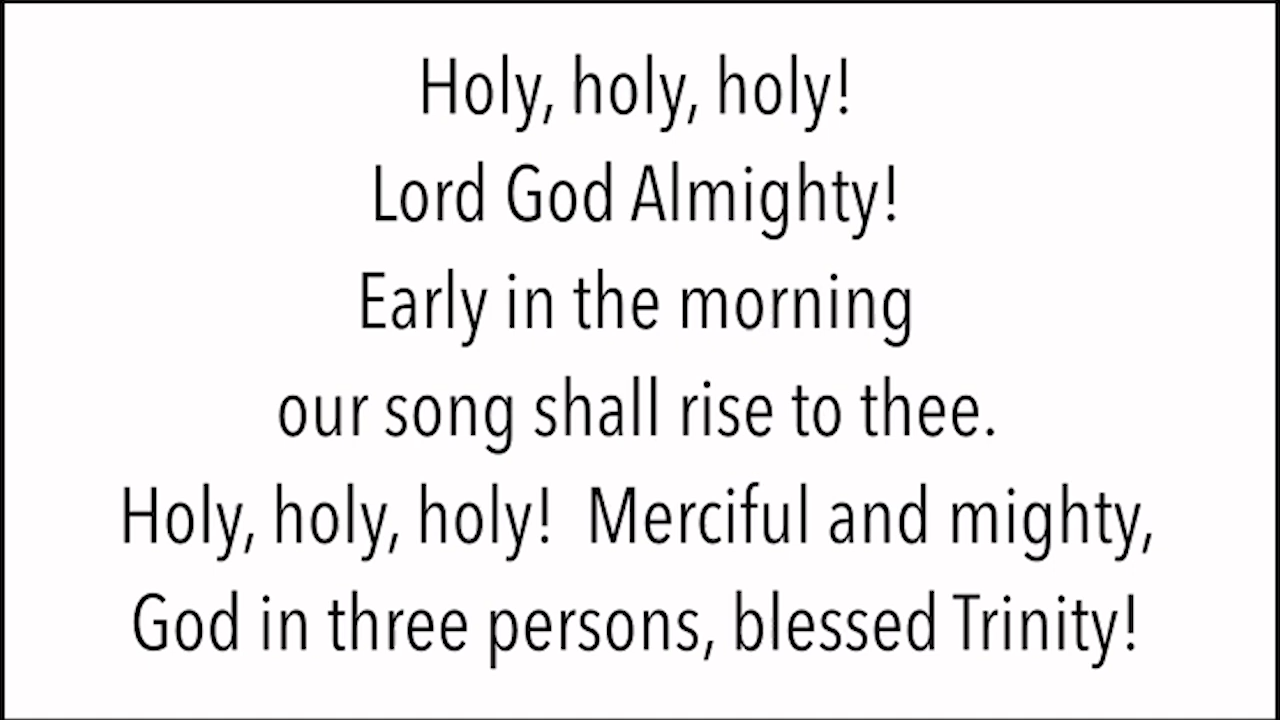 Holy, holy, holy!
Lord God Almighty!
Early in the morning
our song shall rise to thee.
Holy, holy, holy!  Merciful and mighty,
God in three persons, blessed Trinity!